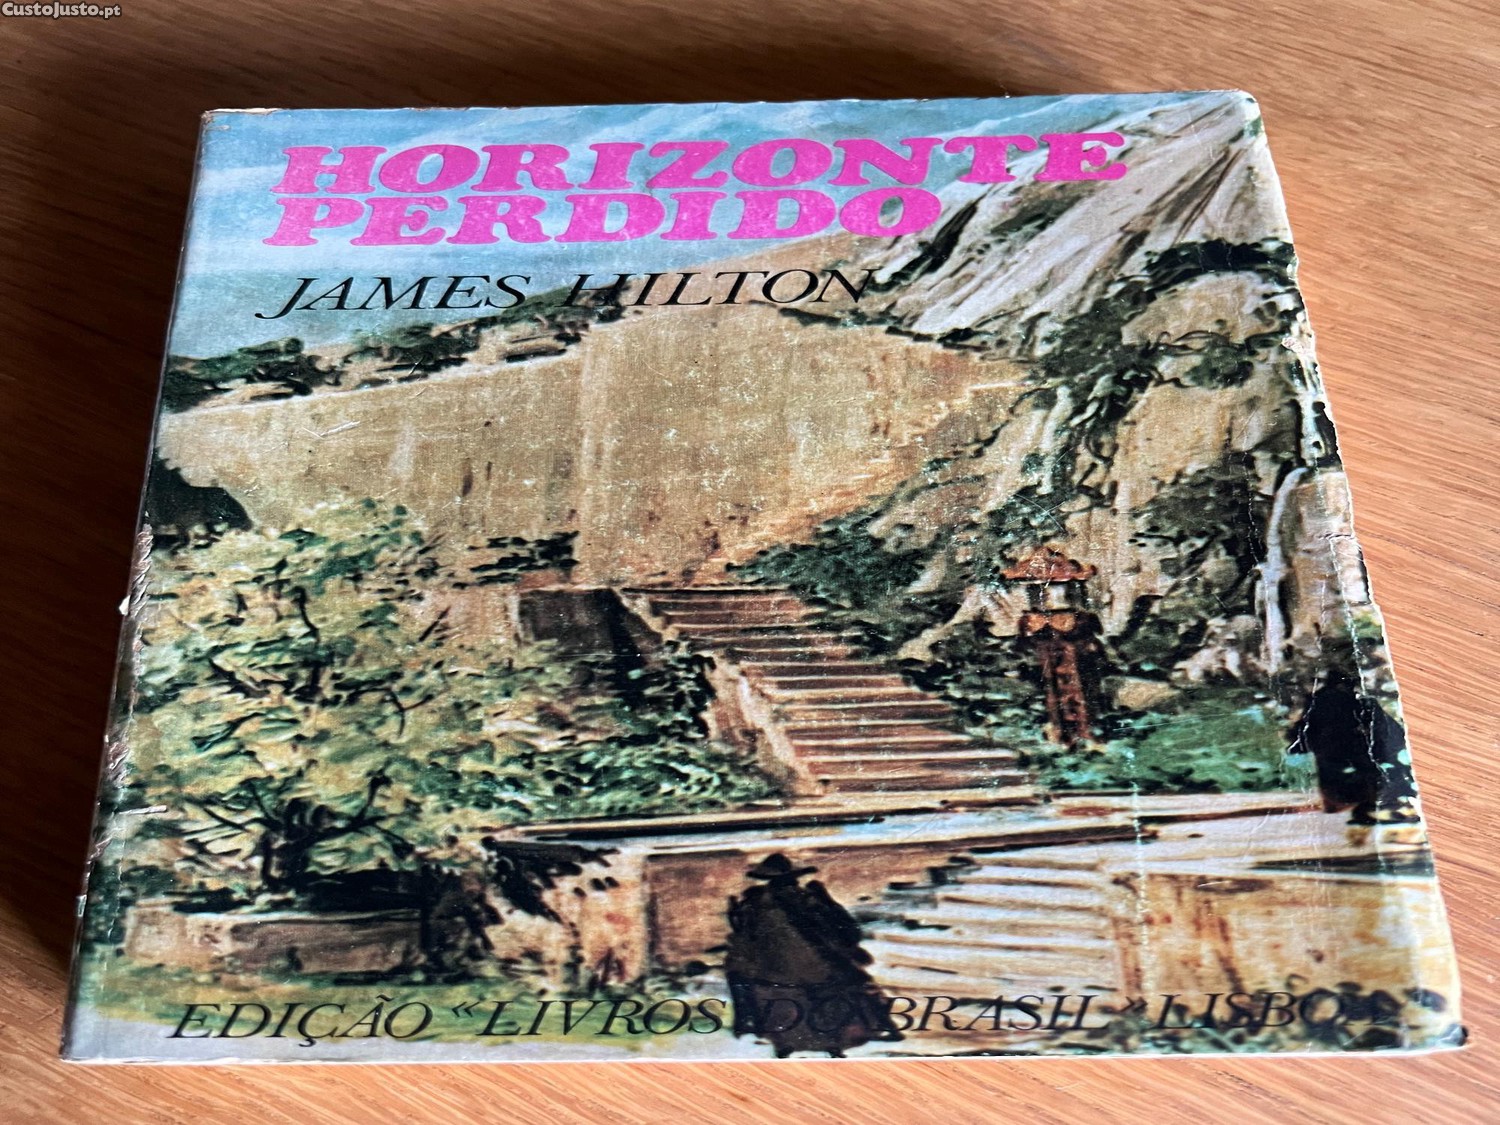 CustoJusto.pt
HORIZONTE
PERDIDO
JAMES HILTON
EDIÇÃO «LIVROS DO BRASIL» LISBOA